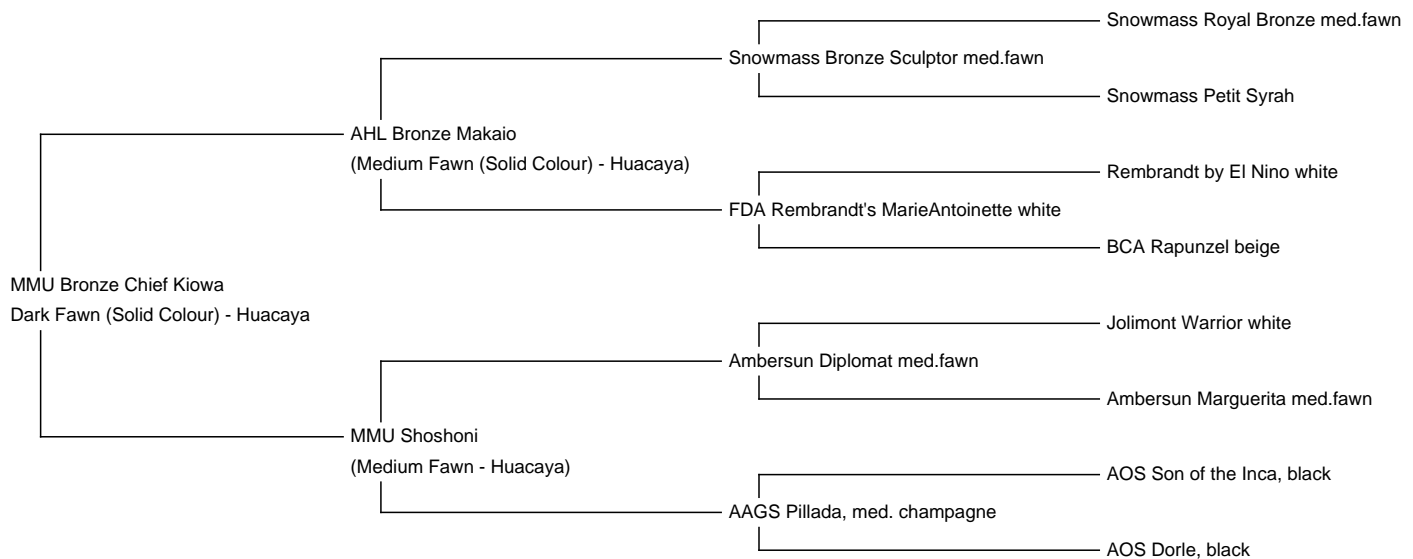 Snowmass Royal Bronze med.fawn
Snowmass Bronze Sculptor med.fawn
Snowmass Petit Syrah
AHL Bronze Makaio
(Medium Fawn (Solid Colour) - Huacaya)
Rembrandt by El Nino white
FDA Rembrandt's MarieAntoinette white
BCA Rapunzel beige
MMU Bronze Chief Kiowa
Dark Fawn (Solid Colour) - Huacaya
Jolimont Warrior white
Ambersun Diplomat med.fawn
Ambersun Marguerita med.fawn
MMU Shoshoni
(Medium Fawn - Huacaya)
AOS Son of the Inca, black
AAGS Pillada, med. champagne
AOS Dorle, black